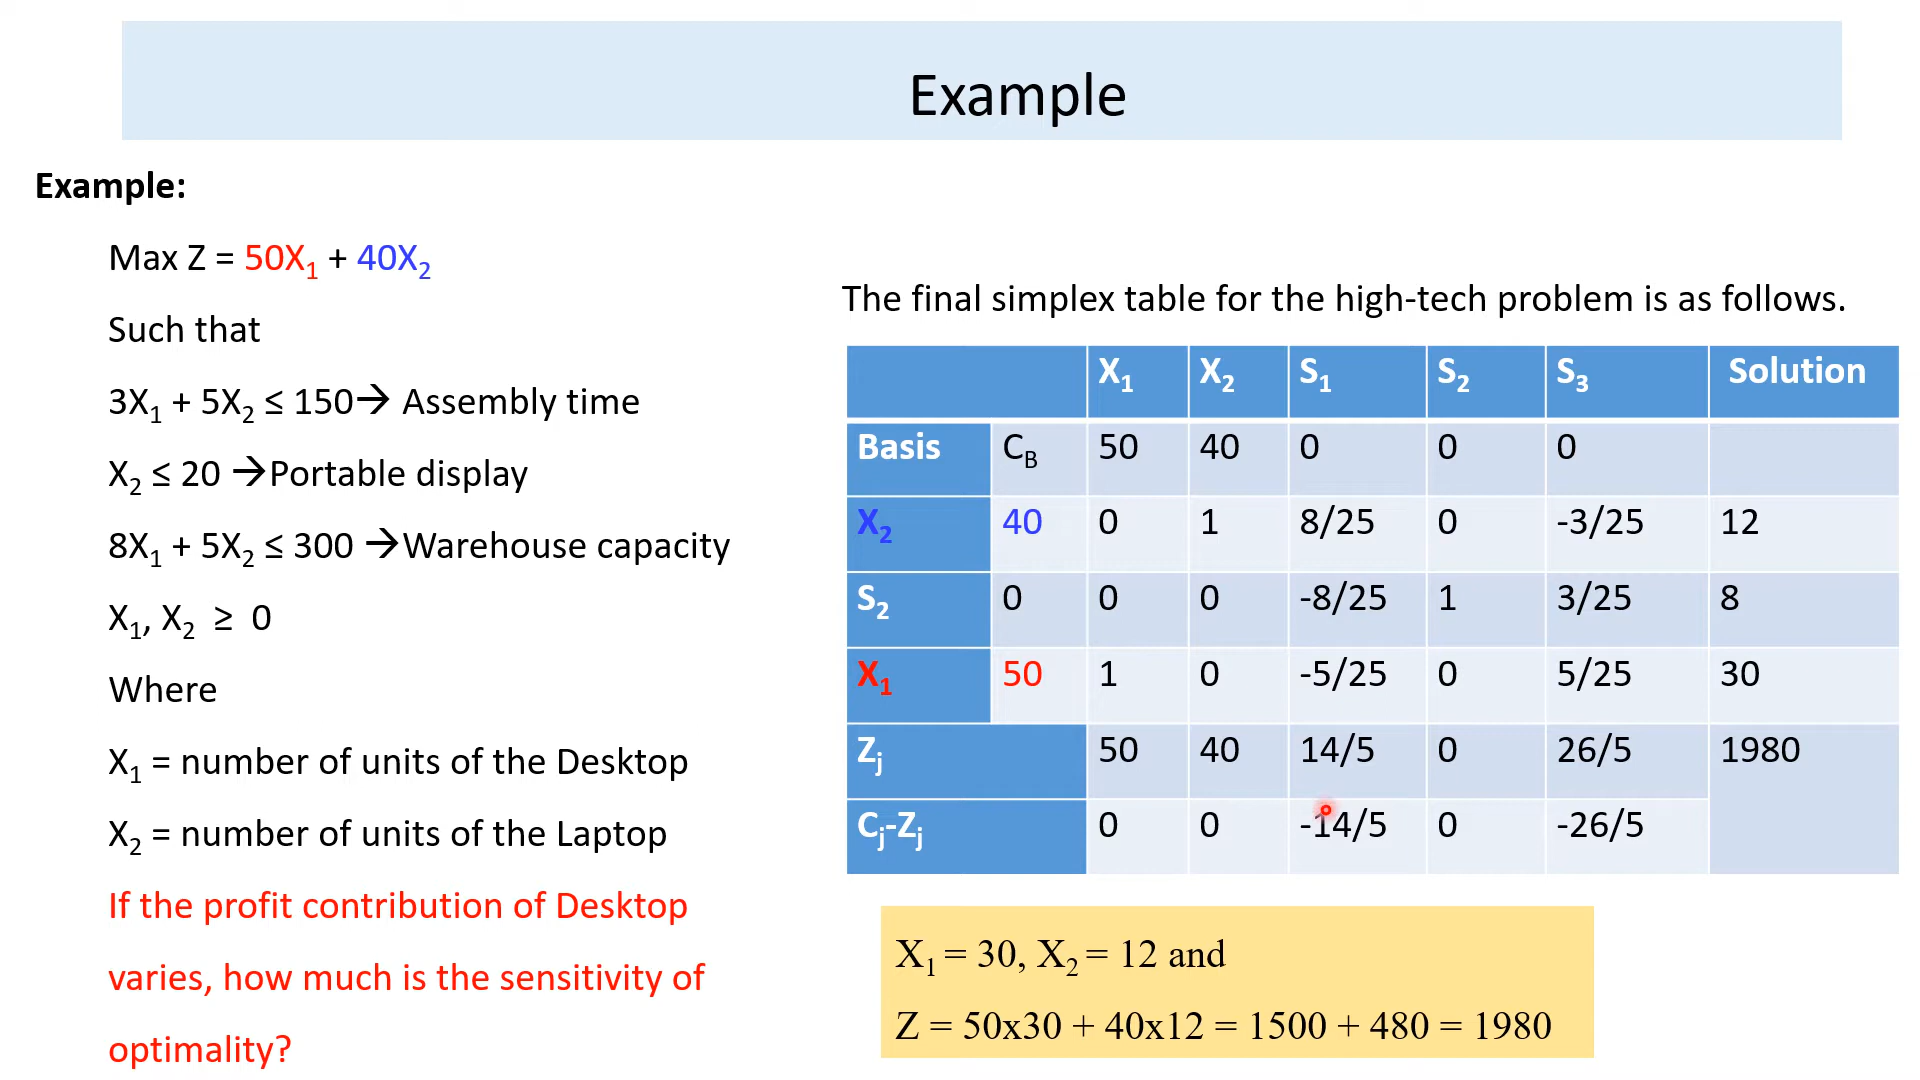 Example
Example:
Max Z = 50X₁ + 40X₂
Such that
3X₁ + 5X₂ ≤ 150→ Assembly time
X₂ ≤ 20 →Portable display
8X₁ + 5X₂ ≤ 300 →Warehouse capacity
X₁, X₂ ≥ 0
Where
X₁ = number of units of the Desktop
X₂ = number of units of the Laptop
If the profit contribution of Desktop
varies, how much is the sensitivity of
optimality?
The final simplex table for the high-tech problem is as follows.
X₁ X₂ S₁ S₂ S₃ Solution
Basis C_B 50 40 0 0 0
X₂ 40 0 1 8/25 0 -3/25 12
S₂ 0 0 0 -8/25 1 3/25 8
X₁ 50 1 0 -5/25 0 5/25 30
Zⱼ 50 40 14/5 0 26/5 1980
Cⱼ-Zⱼ 0 0 -14/5 0 -26/5
X₁ = 30, X₂ = 12 and
Z = 50x30 + 40x12 = 1500 + 480 = 1980